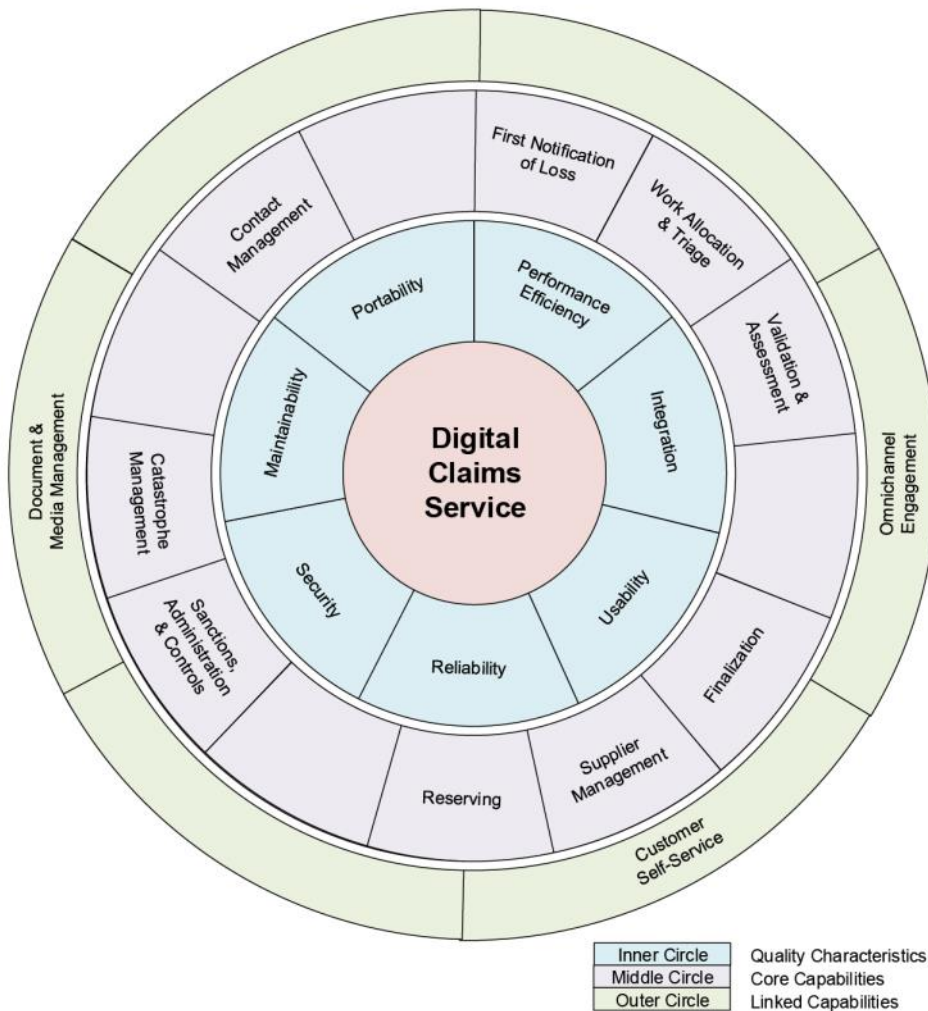 Digital
Claims
Service
Performance
Efficiency
Integration
Usability
Reliability
Security
Maintainability
Portability
First Notification
of Loss
Work Allocation
& Triage
Validation &
Assessment
Finalization
Supplier
Management
Reserving
Sanctions,
Administration
& Controls
Catastrophe
Management
Contact
Management
Omnichannel
Engagement
Customer
Self-Service
Document &
Media Management
Inner Circle Quality Characteristics
Middle Circle Core Capabilities
Outer Circle Linked Capabilities